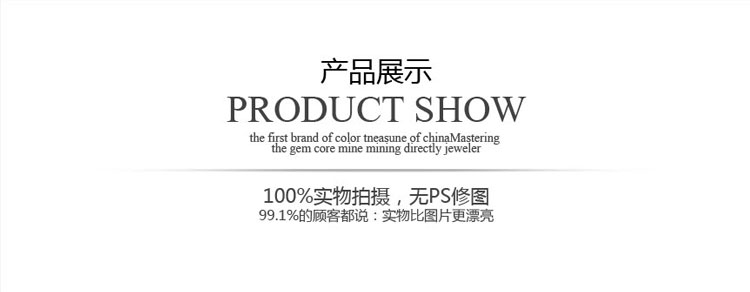 产品展示
PRODUCT SHOW
the first brand of color tneasune of chinaMastering
the gem core mine mining directly jeweler
100%实物拍摄，无PS修图
99.1%的顾客都说：实物比图片更漂亮